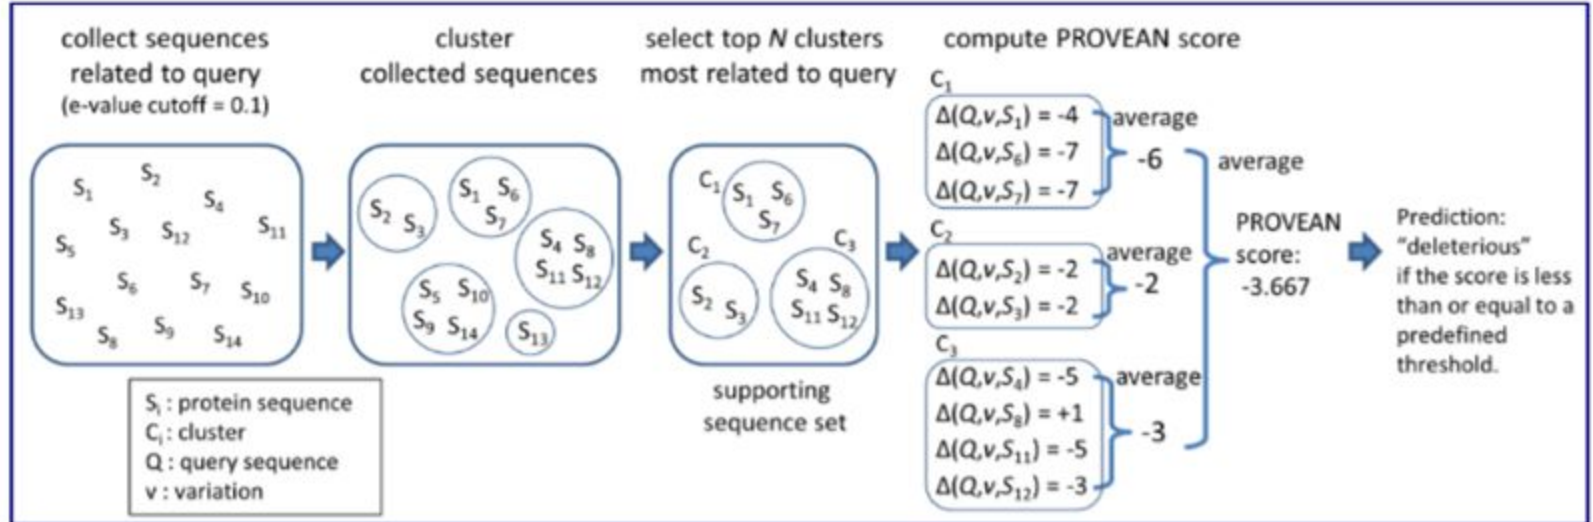 collect sequences
related to query
(e-value cutoff = 0.1)
cluster
collected sequences
select top N clusters
most related to query
compute PROVEAN score
S₁
S₂
S₄
S₃
S₁₂
S₁₁
S₅
S₆
S₇
S₁₀
S₁₃
S₈
S₉
S₁₄
S₂ S₃
S₁ S₆
S₇
S₄ S₈
S₁₁ S₁₂
S₅ S₁₀
S₉ S₁₄
S₁₃
C₁
S₁ S₆
S₇
C₂
S₂ S₃
C₃
S₄ S₈
S₁₁ S₁₂
supporting
sequence set
C₁
Δ(Q,v,S₁) = -4
Δ(Q,v,S₆) = -7
Δ(Q,v,S₇) = -7
average
-6
C₂
Δ(Q,v,S₂) = -2
Δ(Q,v,S₃) = -2
average
-2
C₃
Δ(Q,v,S₄) = -5
Δ(Q,v,S₈) = +1
Δ(Q,v,S₁₁) = -5
Δ(Q,v,S₁₂) = -3
average
-3
average
PROVEAN
score:
-3.667
Prediction:
“deleterious”
if the score is less
than or equal to a
predefined
threshold.
Sᵢ : protein sequence
Cᵢ : cluster
Q : query sequence
v : variation